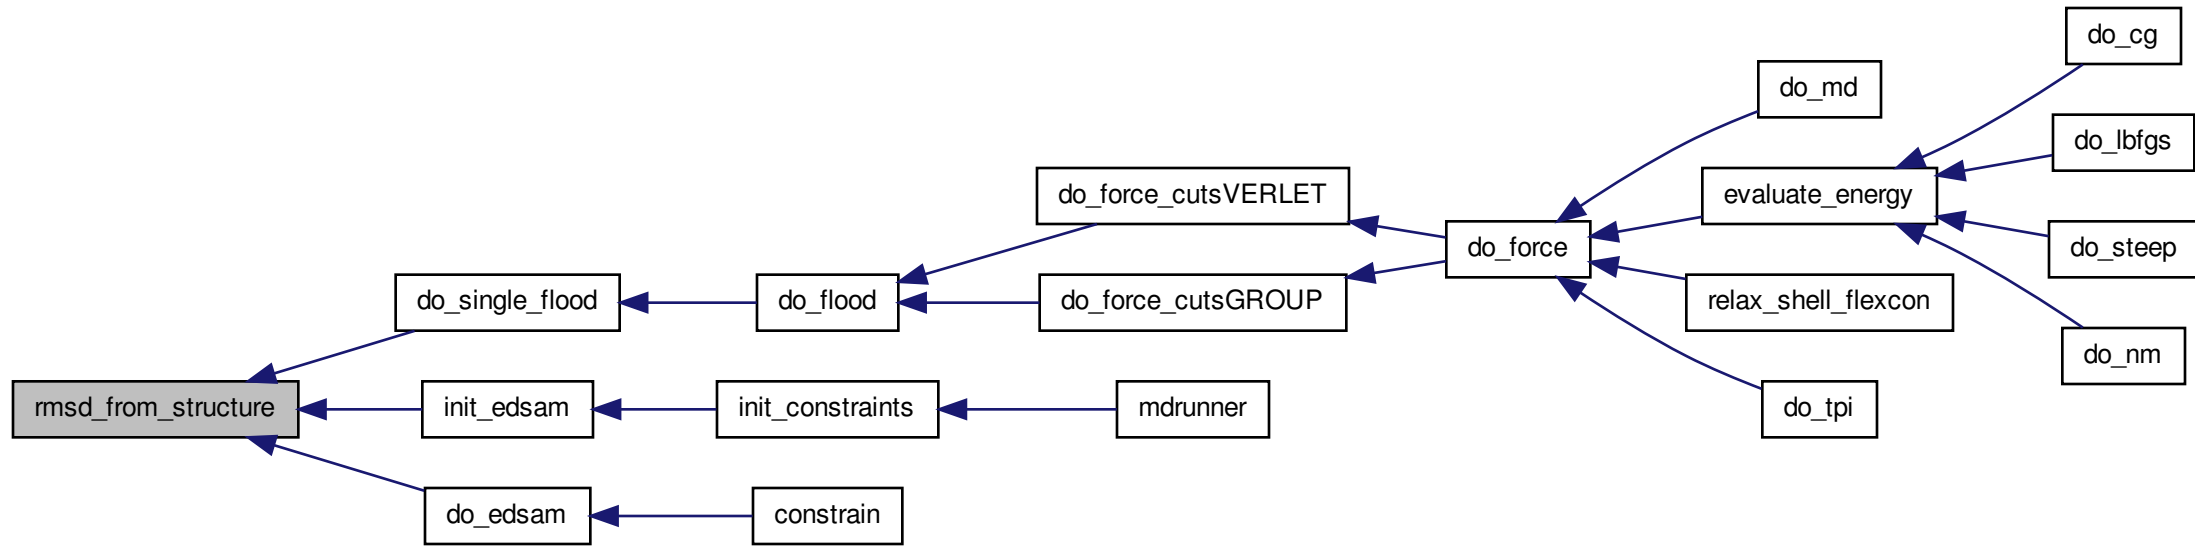 do_cg
do_md
do_lbfgs
do_force_cutsVERLET
evaluate_energy
do_force
do_steep
do_single_flood
do_flood
do_force_cutsGROUP
relax_shell_flexcon
do_nm
rmsd_from_structure
init_edsam
init_constraints
mdrunner
do_tpi
do_edsam
constrain